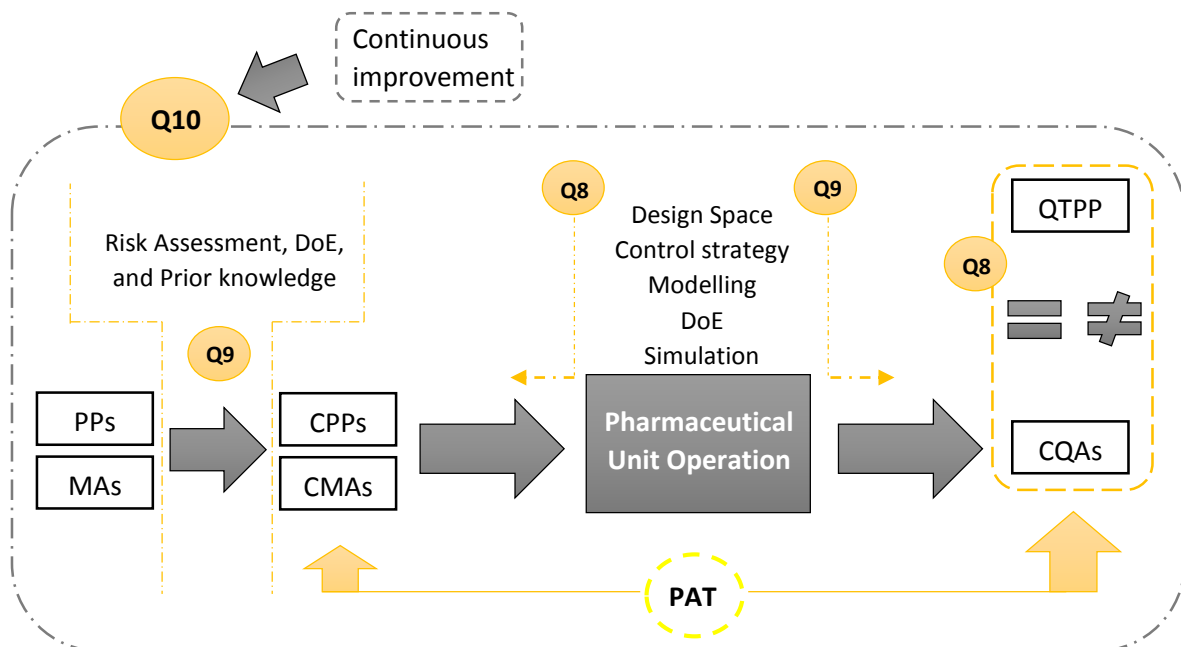 Continuous
improvement
Q10
Q8
Q9
QTPP
Risk Assessment, DoE,
and Prior knowledge
Design Space
Control strategy
Modelling
DoE
Simulation
Q8
=
≠
Q9
PPs
MAs
CPPs
CMAs
Pharmaceutical
Unit Operation
CQAs
PAT